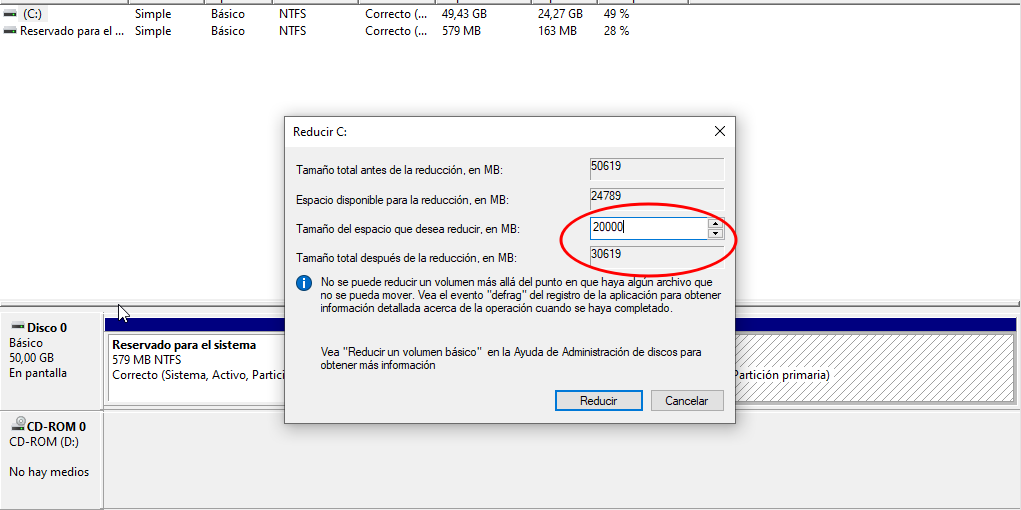 (C:) Simple Básico NTFS Correcto (... 49,43 GB 24,27 GB 49 %
Reservado para el ... Simple Básico NTFS Correcto (... 579 MB 163 MB 28 %
Reducir C:
Tamaño total antes de la reducción, en MB: 50619
Espacio disponible para la reducción, en MB: 24789
Tamaño del espacio que desea reducir, en MB: 20000
Tamaño total después de la reducción, en MB: 30619
No se puede reducir un volumen más allá del punto en que haya algún archivo que
no se pueda mover. Vea el evento "defrag" del registro de la aplicación para obtener
información detallada acerca de la operación cuando se haya completado.
Vea "Reducir un volumen básico" en la Ayuda de Administración de discos para
obtener más información
Reducir Cancelar
Disco 0
Básico
50,00 GB
En pantalla
Reservado para el sistema
579 MB NTFS
Correcto (Sistema, Activo, Partici
Partición primaria)
CD-ROM 0
CD-ROM (D:)
No hay medios